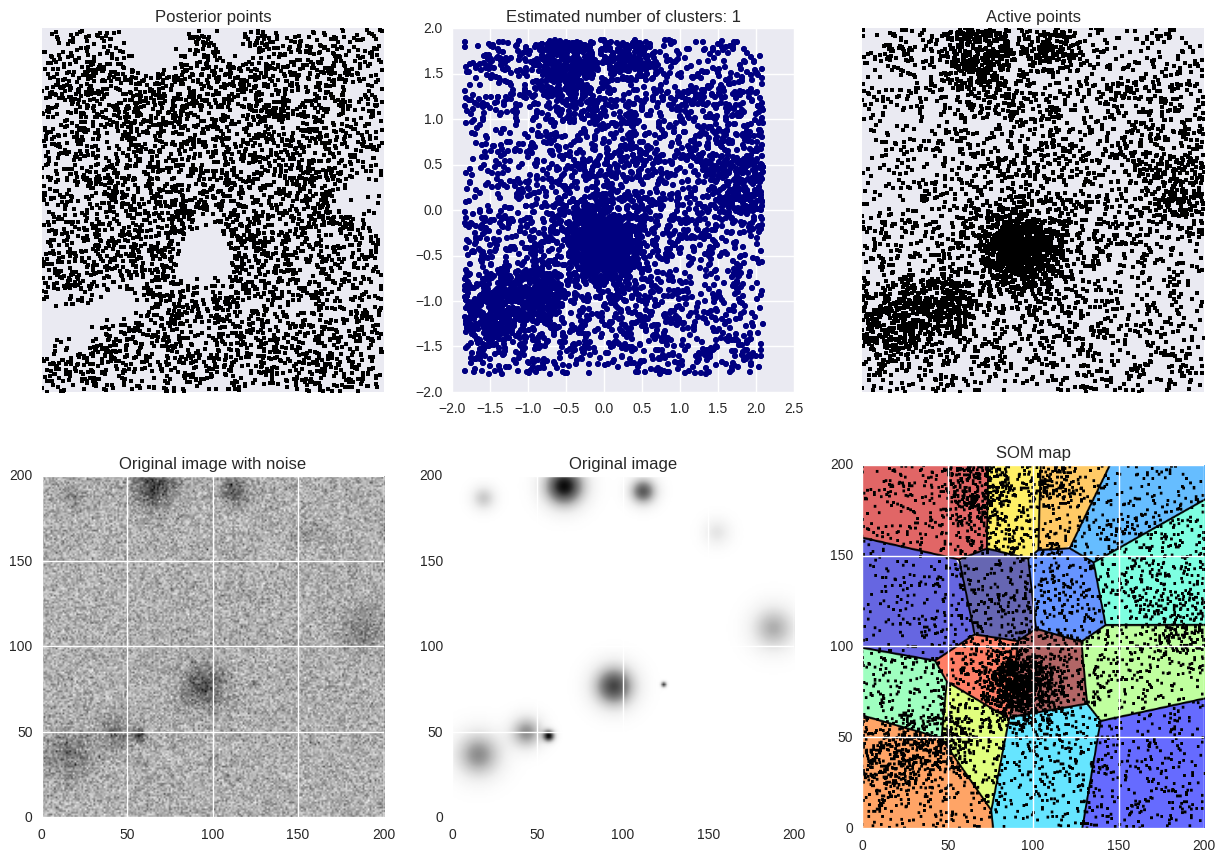 Posterior points
Estimated number of clusters: 1
Active points
2.0
1.5
1.0
0.5
0.0
−0.5
−1.0
−1.5
−2.0
−2.0 −1.5 −1.0 −0.5 0.0 0.5 1.0 1.5 2.0 2.5
Original image with noise
Original image
SOM map
200
150
100
50
0
0 50 100 150 200
200
150
100
50
0
0 50 100 150 200
200
150
100
50
0
0 50 100 150 200